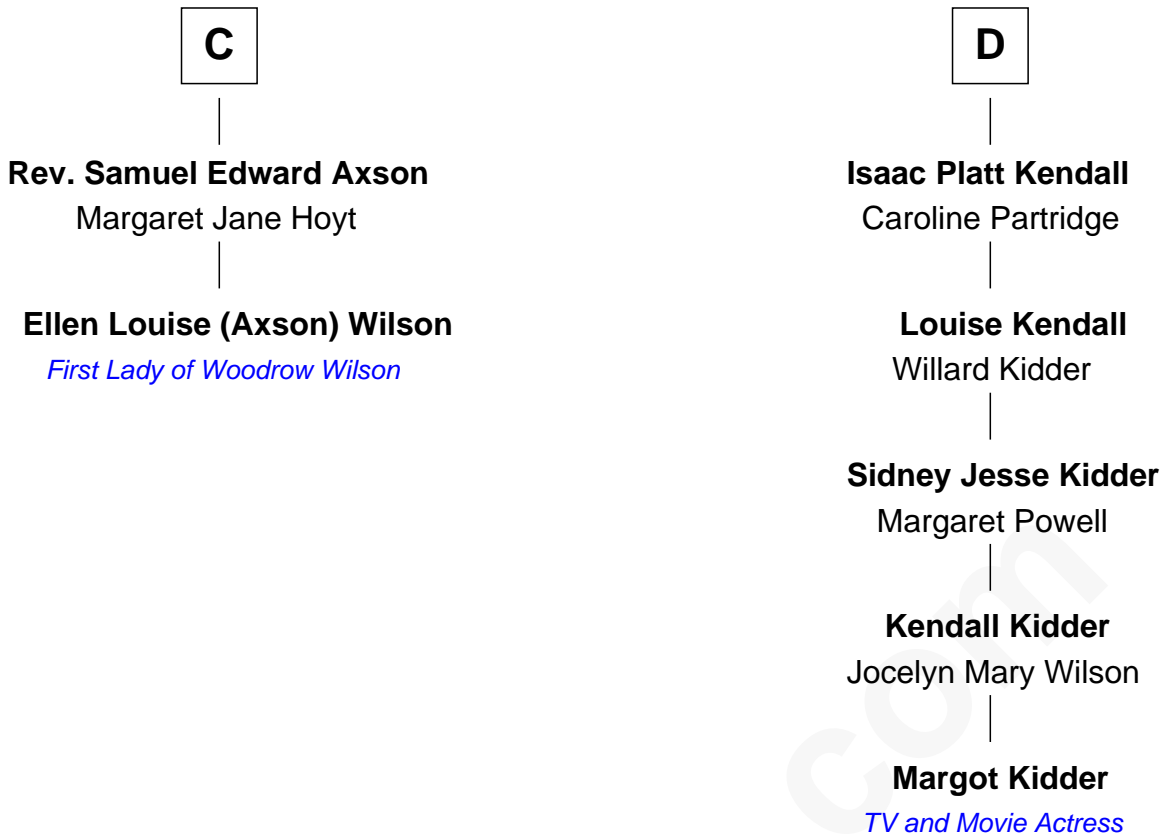 C
Rev. Samuel Edward Axson
Margaret Jane Hoyt
Ellen Louise (Axson) Wilson
First Lady of Woodrow Wilson
D
Isaac Platt Kendall
Caroline Partridge
Louise Kendall
Willard Kidder
Sidney Jesse Kidder
Margaret Powell
Kendall Kidder
Jocelyn Mary Wilson
Margot Kidder
TV and Movie Actress
com